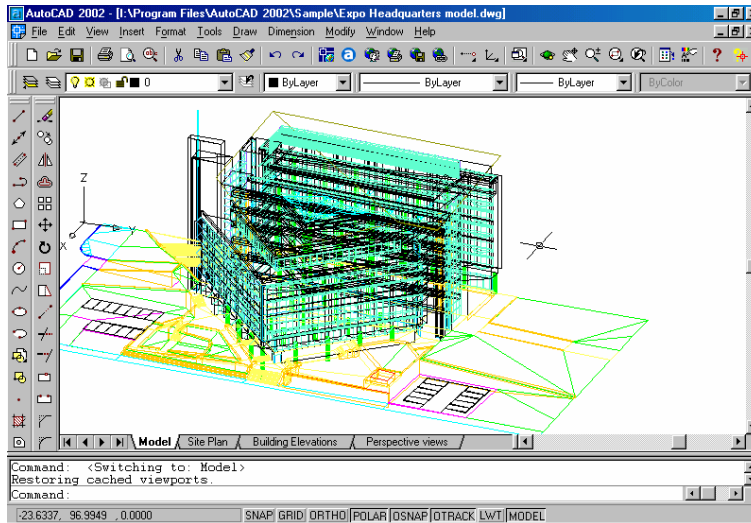 AutoCAD 2002 - [I:\Program Files\AutoCAD 2002\Sample\Expo Headquarters model.dwg]
File Edit View Insert Format Tools Draw Dimension Modify Window Help
0 ByLayer ByLayer ByLayer ByColor
Z
X Y
Model Site Plan Building Elevations Perspective views
Command:  <Switching to: Model>
Restoring cached viewports.
Command:
-23.6337, 96.9949 ,0.0000 SNAP GRID ORTHO POLAR OSNAP OTRACK LWT MODEL